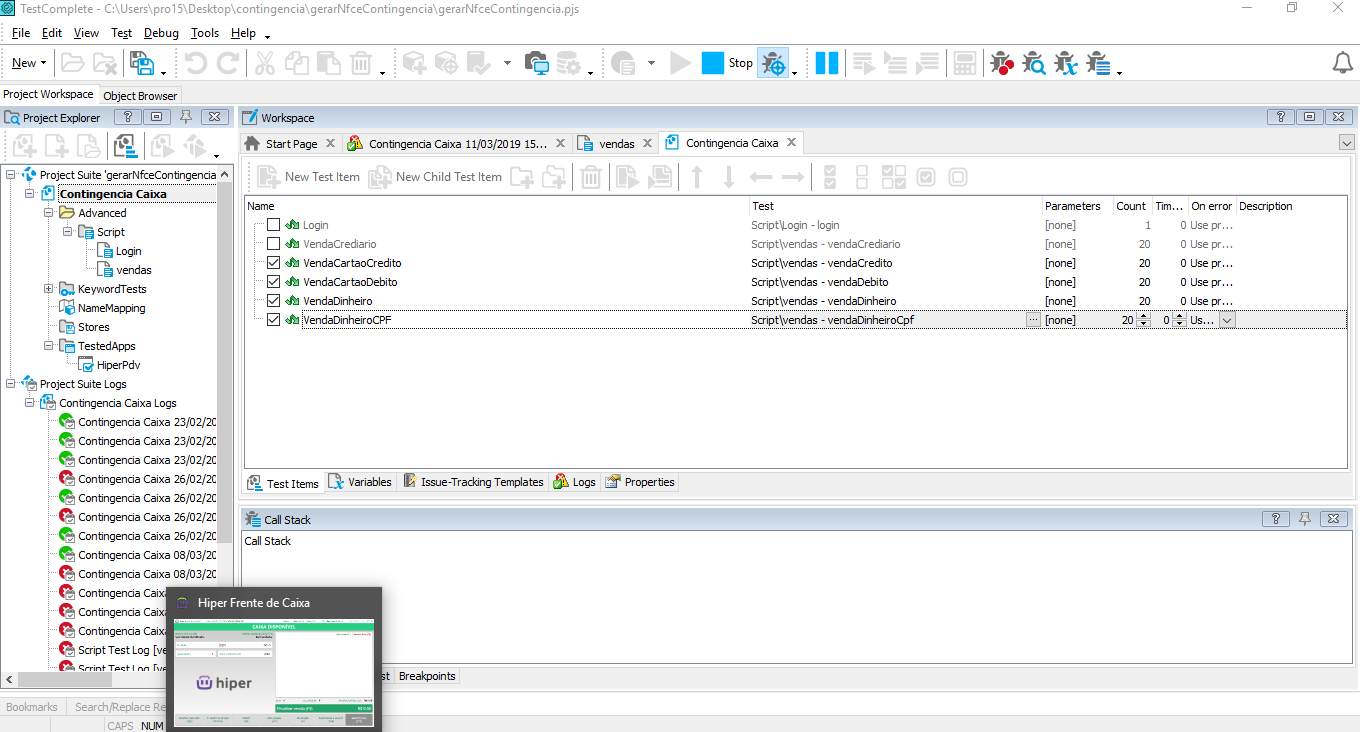 TestComplete - C:\Users\pro15\Desktop\contingencia\gerarNfceContingencia\gerarNfceContingencia.pjs
File Edit View Test Debug Tools Help
New Stop
Project Workspace Object Browser
Project Explorer
Project Suite 'gerarNfceContingencia
Contingencia Caixa
Advanced
Script
Login
vendas
KeywordTests
NameMapping
Stores
TestedApps
HiperPdv
Project Suite Logs
Contingencia Caixa Logs
Contingencia Caixa 23/02/20
Contingencia Caixa 23/02/20
Contingencia Caixa 23/02/20
Contingencia Caixa 26/02/20
Contingencia Caixa 26/02/20
Contingencia Caixa 26/02/20
Contingencia Caixa 26/02/20
Contingencia Caixa 08/03/20
Contingencia Caixa 08/03/20
Contingencia Caixa
Contingencia Caixa
Contingencia Caixa
Script Test Log [ve
Script Test Log [ve
Workspace
Start Page Contingencia Caixa 11/03/2019 15... vendas Contingencia Caixa
New Test Item New Child Test Item
Name Test Parameters Count Tim... On error Description
Login Script\Login - login [none] 1 0 Use pr...
VendaCrediario Script\vendas - vendaCrediario [none] 20 0 Use pr...
VendaCartaoCredito Script\vendas - vendaCredito [none] 20 0 Use pr...
VendaCartaoDebito Script\vendas - vendaDebito [none] 20 0 Use pr...
VendaDinheiro Script\vendas - vendaDinheiro [none] 20 0 Use pr...
VendaDinheiroCPF Script\vendas - vendaDinheiroCpf ... [none] 20 0 Us...
Test Items Variables Issue-Tracking Templates Logs Properties
Call Stack
Call Stack
Hiper Frente de Caixa
CAIXA DISPONÍVEL
hiper
st Breakpoints
Bookmarks Search/Replace Re
CAPS NUM